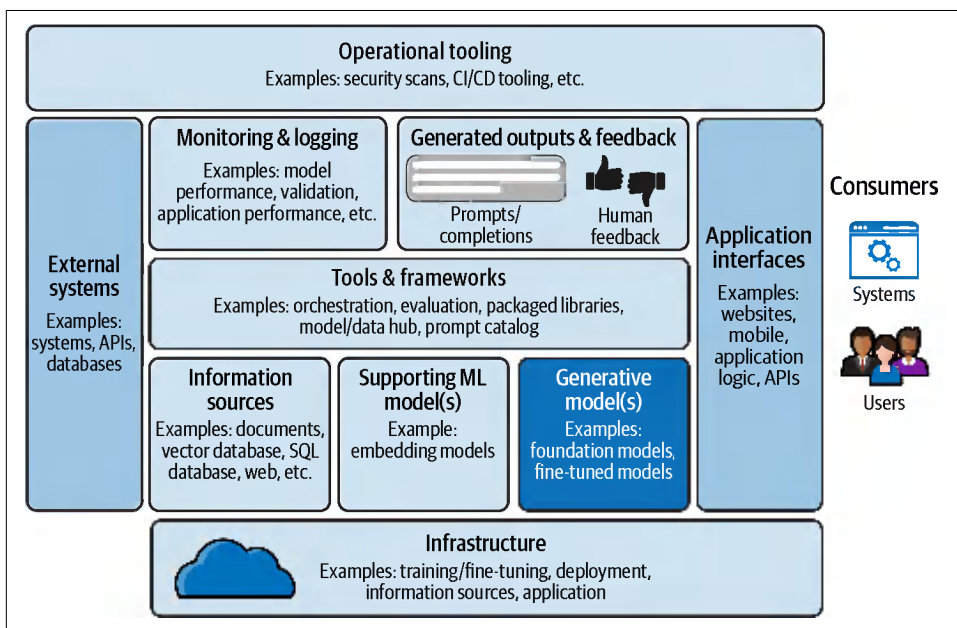 Operational tooling
Examples: security scans, CI/CD tooling, etc.
External
systems
Examples:
systems, APIs,
databases
Monitoring & logging
Examples: model
performance, validation,
application performance, etc.
Generated outputs & feedback
Prompts/
completions
Human
feedback
Tools & frameworks
Examples: orchestration, evaluation, packaged libraries,
model/data hub, prompt catalog
Information
sources
Examples: documents,
vector database, SQL
database, web, etc.
Supporting ML
model(s)
Example:
embedding models
Generative
model(s)
Examples:
foundation models,
fine-tuned models
Application
interfaces
Examples:
websites,
mobile,
application
logic, APIs
Consumers
Systems
Users
Infrastructure
Examples: training/fine-tuning, deployment,
information sources, application